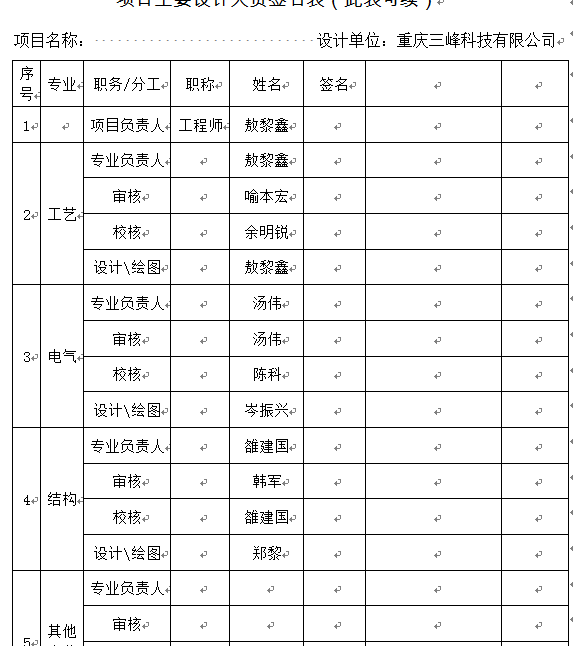 项目主要设计人员签名表（此表可续）
项目名称： 设计单位：重庆三峰科技有限公司
序号 专业 职务/分工 职称 姓名 签名
1 项目负责人 工程师 敖黎鑫
专业负责人 敖黎鑫
审核 喻本宏
2 工艺
校核 余明锐
设计\绘图 敖黎鑫
专业负责人 汤伟
审核 汤伟
3 电气
校核 陈科
设计\绘图 岑振兴
专业负责人 雒建国
审核 韩军
4 结构
校核 雒建国
设计\绘图 郑黎
专业负责人
审核
5 其他